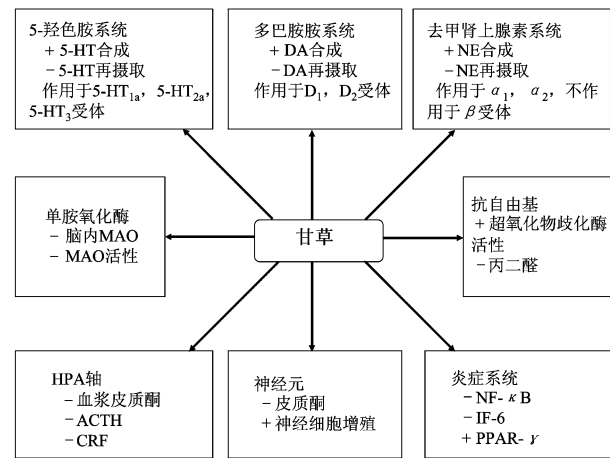 5-羟色胺系统
+ 5-HT合成
− 5-HT再摄取
作用于5-HT1a，5-HT2a，
5-HT3受体
多巴胺胺系统
+ DA合成
− DA再摄取
作用于D1，D2受体
去甲肾上腺素系统
+ NE合成
− NE再摄取
作用于 α1， α2，不作
用于 β 受体
单胺氧化酶
− 脑内MAO
− MAO活性
甘草
抗自由基
+ 超氧化物歧化酶
活性
− 丙二醛
HPA轴
− 血浆皮质酮
− ACTH
− CRF
神经元
− 皮质酮
+ 神经细胞增殖
炎症系统
− NF- κ B
− IF-6
+ PPAR- γ